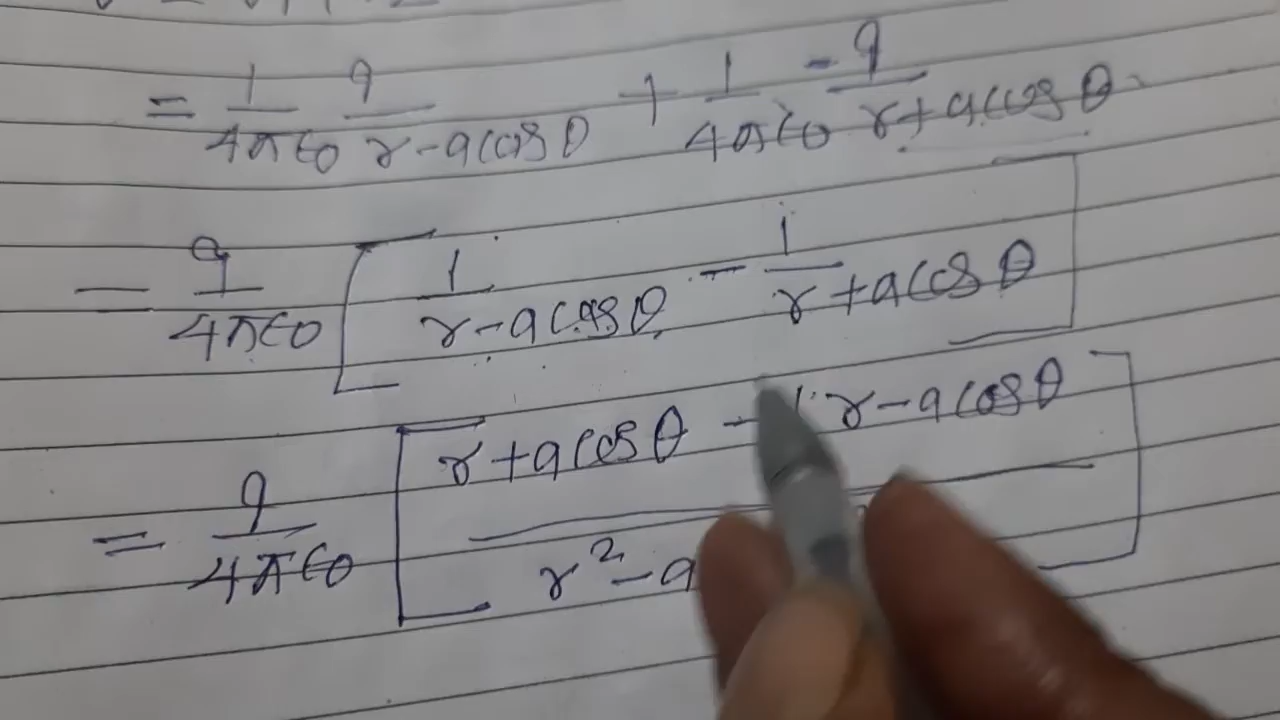 = 1/4πε0 q/r-acosθ + 1/4πε0 -q/r+acosθ
= q/4πε0 [ 1/r-acosθ - 1/r+acosθ ]
= q/4πε0 [ r+acosθ - r-acosθ / r²-a